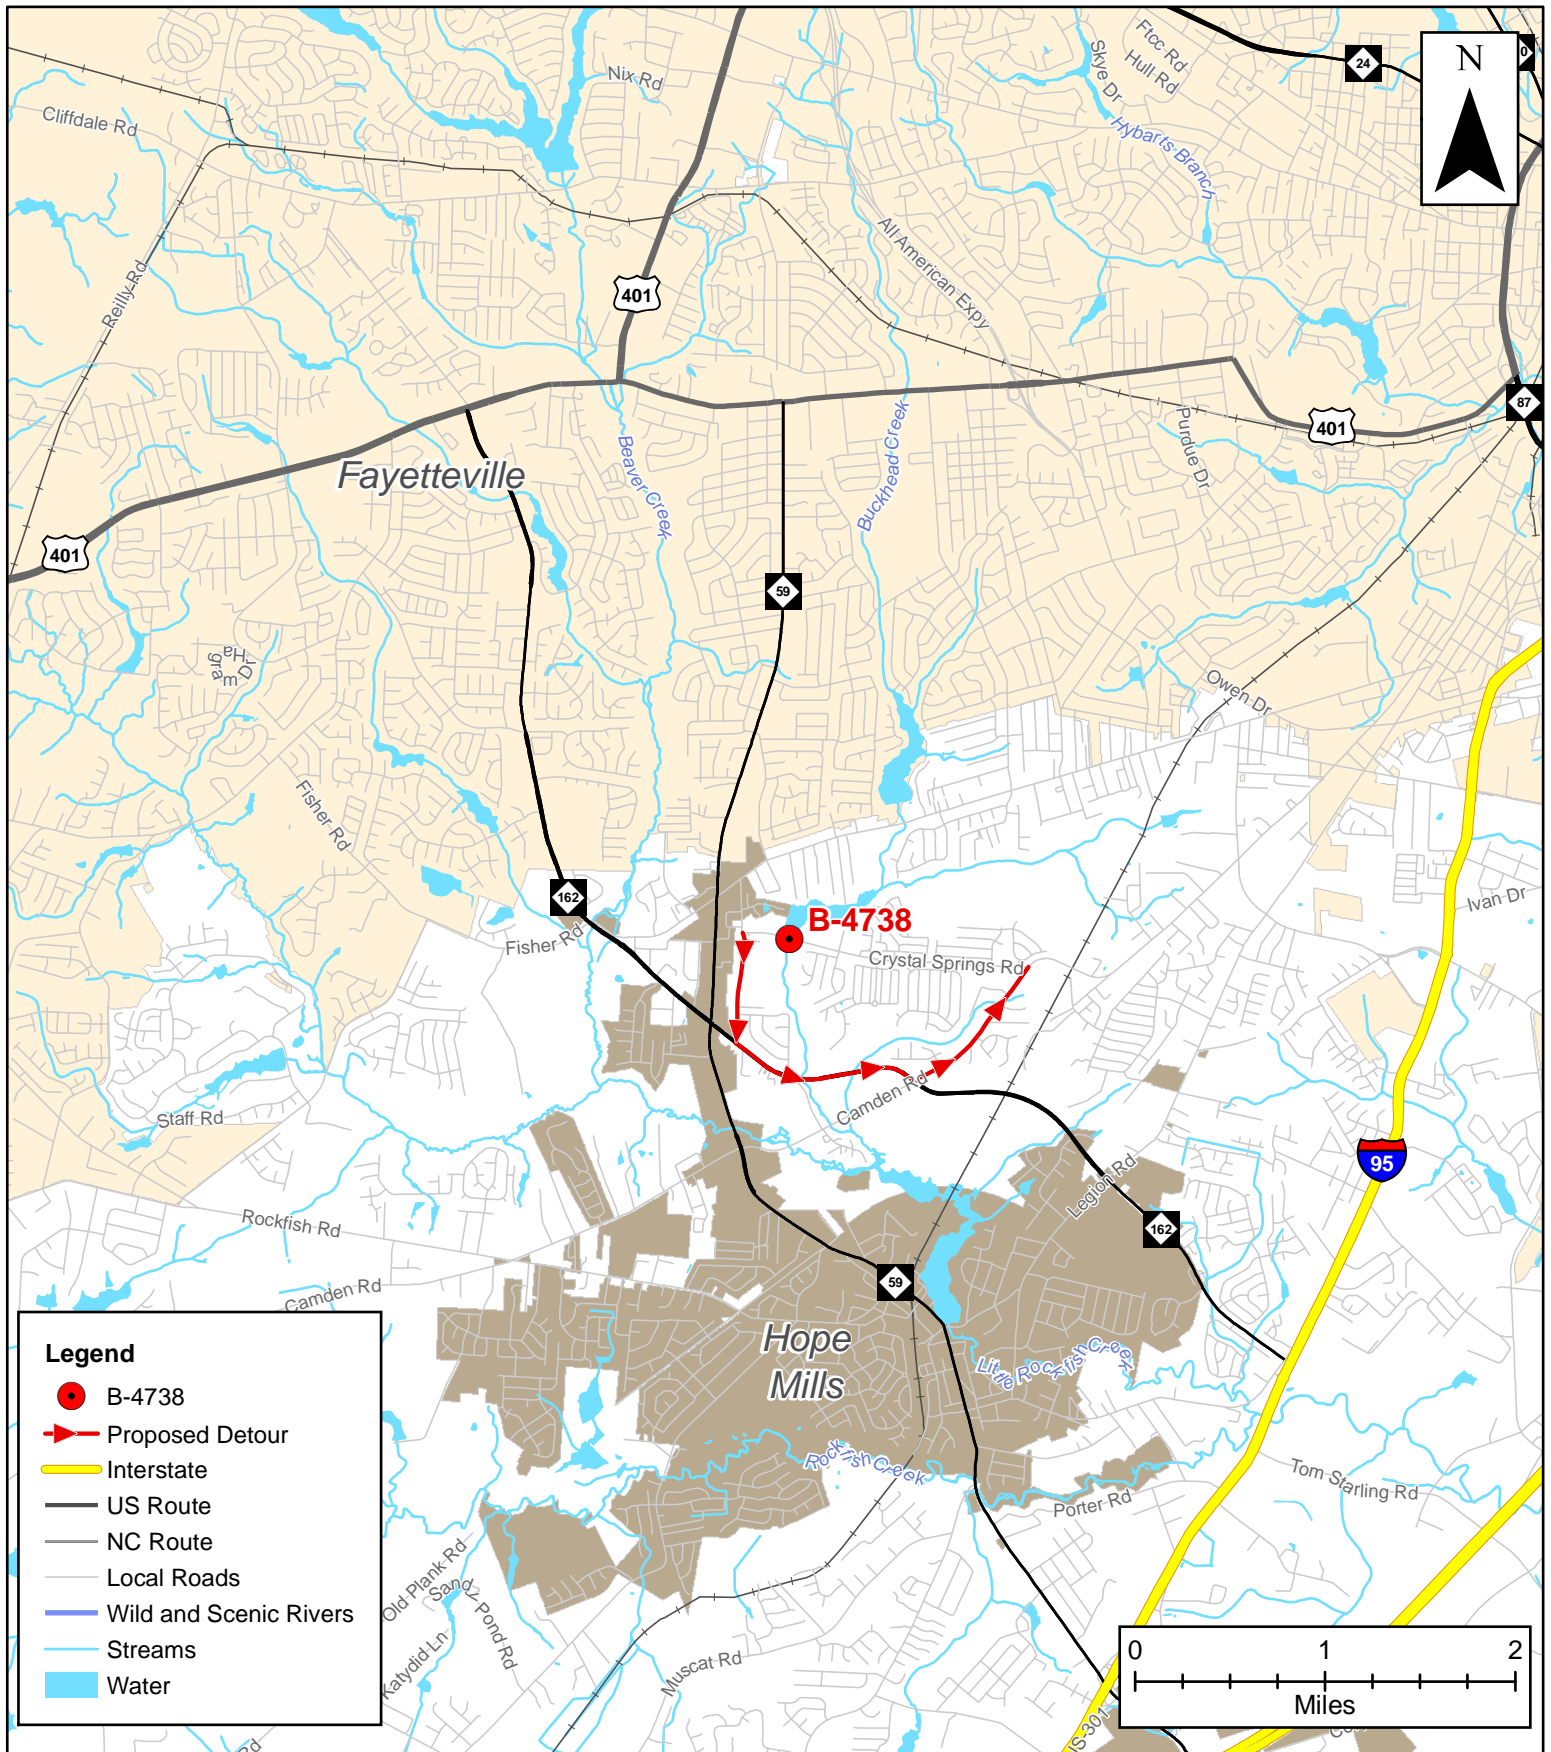 N
24
0
Ftcc Rd
Hull Rd
Skye Dr
Nix Rd
Cliffdale Rd
Hybarts Branch
All American Expy
Reilly Rd
401
87
401
Purdue Dr
Fayetteville
Beaver Creek
Buckhead Creek
401
59
Hagram Dr
Owen Dr
Fisher Rd
162
Ivan Dr
B-4738
Fisher Rd
Crystal Springs Rd
Camden Rd
Staff Rd
95
Legion Rd
Rockfish Rd
162
Camden Rd
59
Hope
Mills
Little Rockfish Creek
Rockfish Creek
Tom Starling Rd
Porter Rd
Old Plank Rd
Sandy Pond Rd
Katydid Ln
Muscat Rd
Rd
Legend
B-4738
Proposed Detour
Interstate
US Route
NC Route
Local Roads
Wild and Scenic Rivers
Streams
Water
0 1 2
Miles